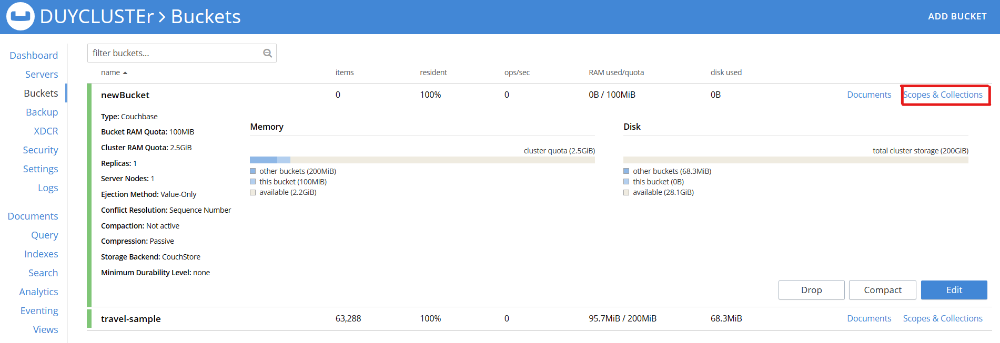 DUYCLUSTEr > Buckets
ADD BUCKET
Dashboard
Servers
Buckets
Backup
XDCR
Security
Settings
Logs
Documents
Query
Indexes
Search
Analytics
Eventing
Views
filter buckets...
name items resident ops/sec RAM used/quota disk used
newBucket 0 100% 0 0B / 100MiB 0B Documents Scopes & Collections
Type: Couchbase
Bucket RAM Quota: 100MiB
Cluster RAM Quota: 2.5GiB
Replicas: 1
Server Nodes: 1
Ejection Method: Value-Only
Conflict Resolution: Sequence Number
Compaction: Not active
Compression: Passive
Storage Backend: CouchStore
Minimum Durability Level: none
Memory
cluster quota (2.5GiB)
other buckets (200MiB)
this bucket (100MiB)
available (2.2GiB)
Disk
total cluster storage (200GiB)
other buckets (68.3MiB)
this bucket (0B)
available (28.1GiB)
Drop Compact Edit
travel-sample 63,288 100% 0 95.7MiB / 200MiB 68.3MiB Documents Scopes & Collections